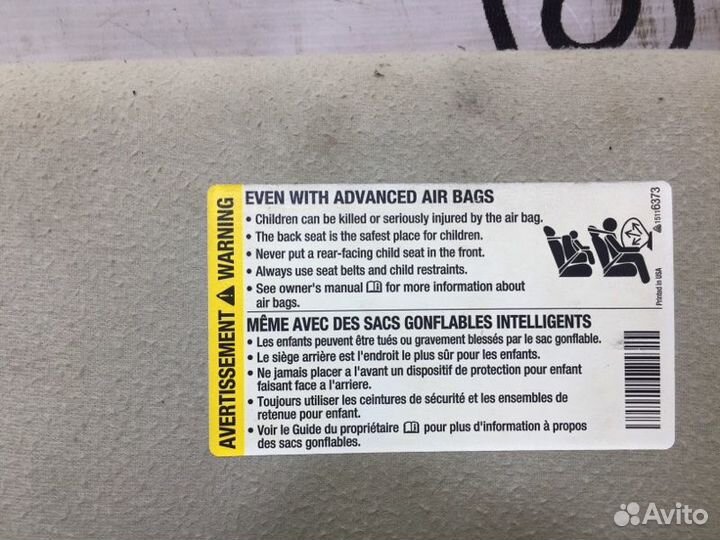 AVERTISSEMENT ⚠ WARNING
EVEN WITH ADVANCED AIR BAGS
• Children can be killed or seriously injured by the air bag.
• The back seat is the safest place for children.
• Never put a rear-facing child seat in the front.
• Always use seat belts and child restraints.
• See owner's manual for more information about
air bags.
MÊME AVEC DES SACS GONFLABLES INTELLIGENTS
• Les enfants peuvent être tués ou gravement blessés par le sac gonflable.
• Le siège arrière est l'endroit le plus sûr pour les enfants.
• Ne jamais placer a l'avant un dispositif de protection pour enfant
faisant face a l'arriere.
• Toujours utiliser les ceintures de sécurité et les ensembles de
retenue pour enfant.
• Voir le Guide du propriétaire pour plus d'information à propos
des sacs gonflables.
15116373
Printed in USA
Avito